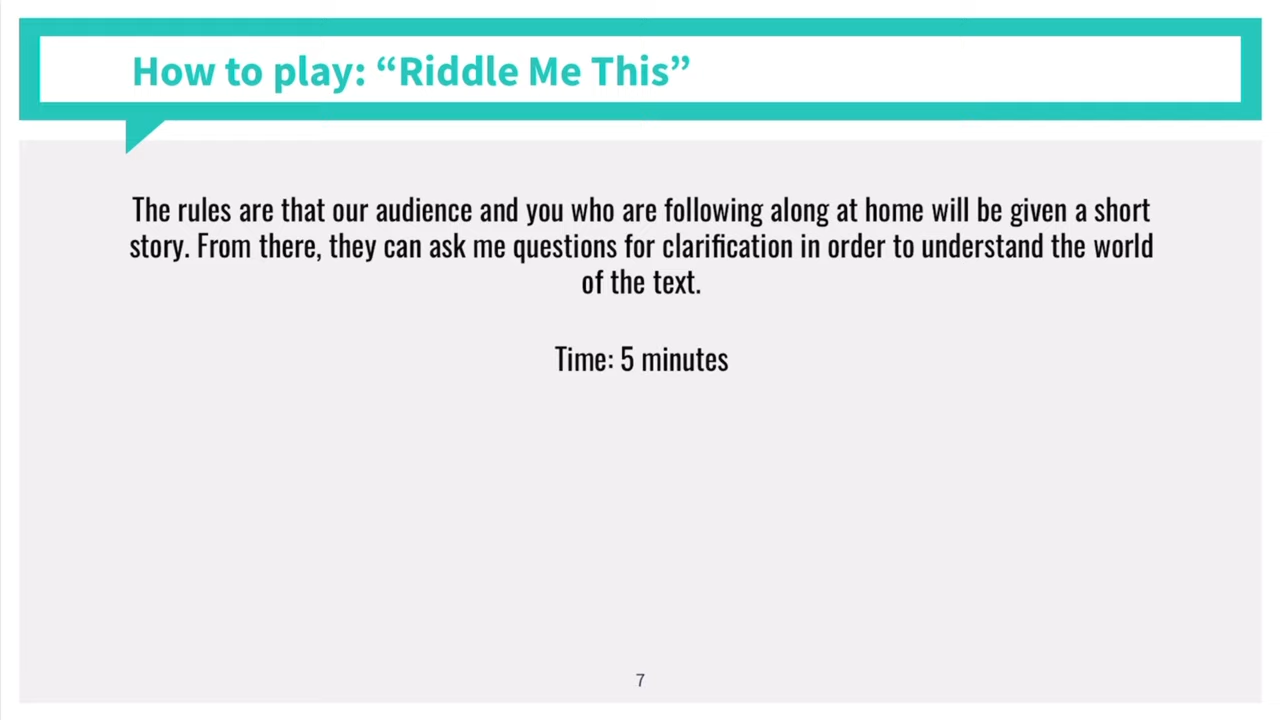 How to play: “Riddle Me This”
The rules are that our audience and you who are following along at home will be given a short
story. From there, they can ask me questions for clarification in order to understand the world
of the text.
Time: 5 minutes
7